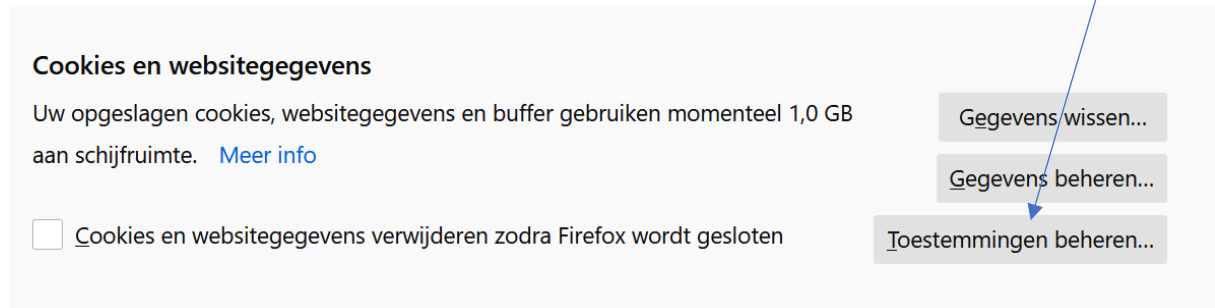 Cookies en websitegegevens
Uw opgeslagen cookies, websitegegevens en buffer gebruiken momenteel 1,0 GB
aan schijfruimte. Meer info
Gegevens wissen...
Gegevens beheren...
Cookies en websitegegevens verwijderen zodra Firefox wordt gesloten
Toestemmingen beheren...